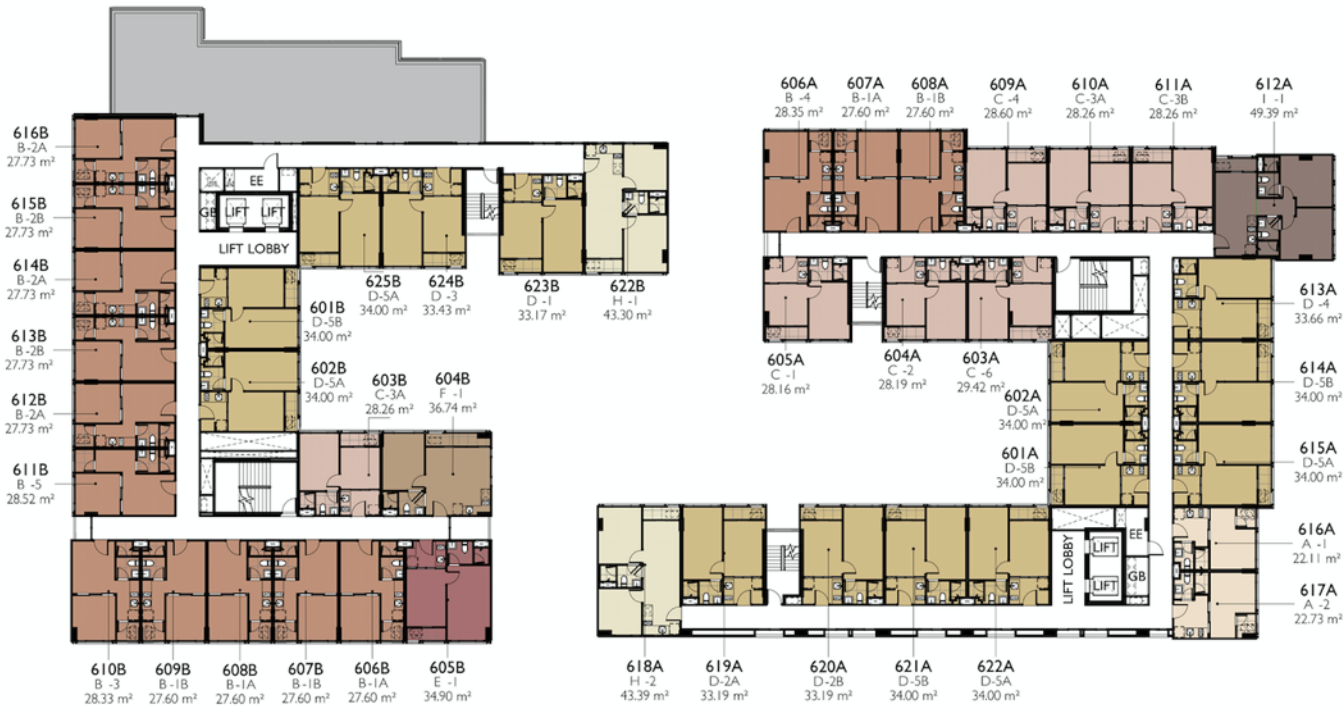 616B
B-2A
27.73 m²
615B
B-2B
27.73 m²
614B
B-2A
27.73 m²
613B
B-2B
27.73 m²
612B
B-2A
27.73 m²
611B
B -5
28.52 m²
EE
GB
LIFT
LIFT
LIFT LOBBY
625B
D-5A
34.00 m²
624B
D -3
33.43 m²
623B
D -1
33.17 m²
622B
H -1
43.30 m²
601B
D-5B
34.00 m²
602B
D-5A
34.00 m²
603B
C-3A
28.26 m²
604B
F -1
36.74 m²
610B
B -3
28.33 m²
609B
B-1B
27.60 m²
608B
B-1A
27.60 m²
607B
B-1B
27.60 m²
606B
B-1A
27.60 m²
605B
E -1
34.90 m²
606A
B -4
28.35 m²
607A
B-1A
27.60 m²
608A
B-1B
27.60 m²
609A
C -4
28.60 m²
610A
C-3A
28.26 m²
611A
C-3B
28.26 m²
612A
I -1
49.39 m²
605A
C -1
28.16 m²
604A
C -2
28.19 m²
603A
C -6
29.42 m²
602A
D-5A
34.00 m²
601A
D-5B
34.00 m²
613A
D -4
33.66 m²
614A
D-5B
34.00 m²
615A
D-5A
34.00 m²
616A
A -1
22.11 m²
617A
A -2
22.73 m²
LIFT LOBBY
LIFT
LIFT
EE
GB
618A
H -2
43.39 m²
619A
D-2A
33.19 m²
620A
D-2B
33.19 m²
621A
D-5B
34.00 m²
622A
D-5A
34.00 m²